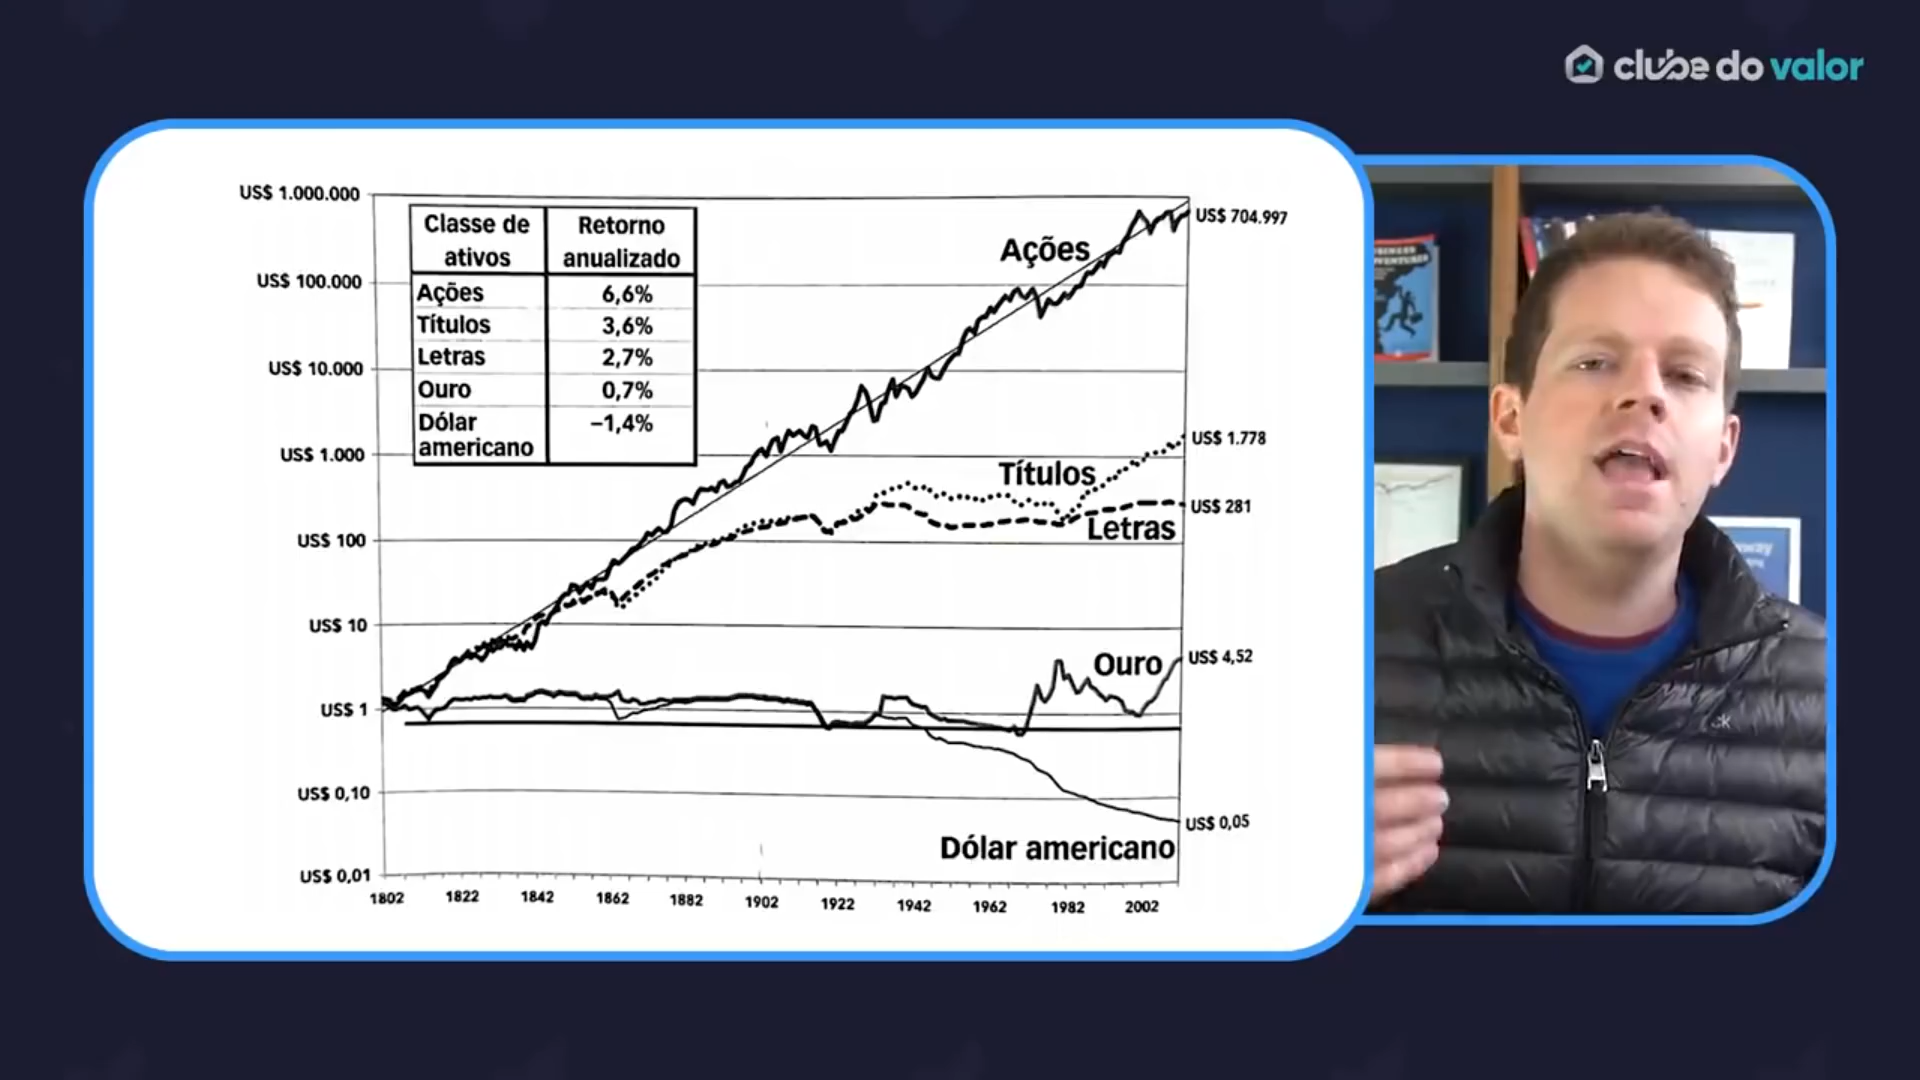 clube do valor
US$ 1.000.000
US$ 100.000
US$ 10.000
US$ 1.000
US$ 100
US$ 10
US$ 1
US$ 0,10
US$ 0,01
Classe de ativos Retorno anualizado
Ações 6,6%
Títulos 3,6%
Letras 2,7%
Ouro 0,7%
Dólar americano −1,4%
Ações
US$ 704.997
Títulos
US$ 1.778
Letras
US$ 281
Ouro
US$ 4,52
Dólar americano
US$ 0,05
1802 1822 1842 1862 1882 1902 1922 1942 1962 1982 2002